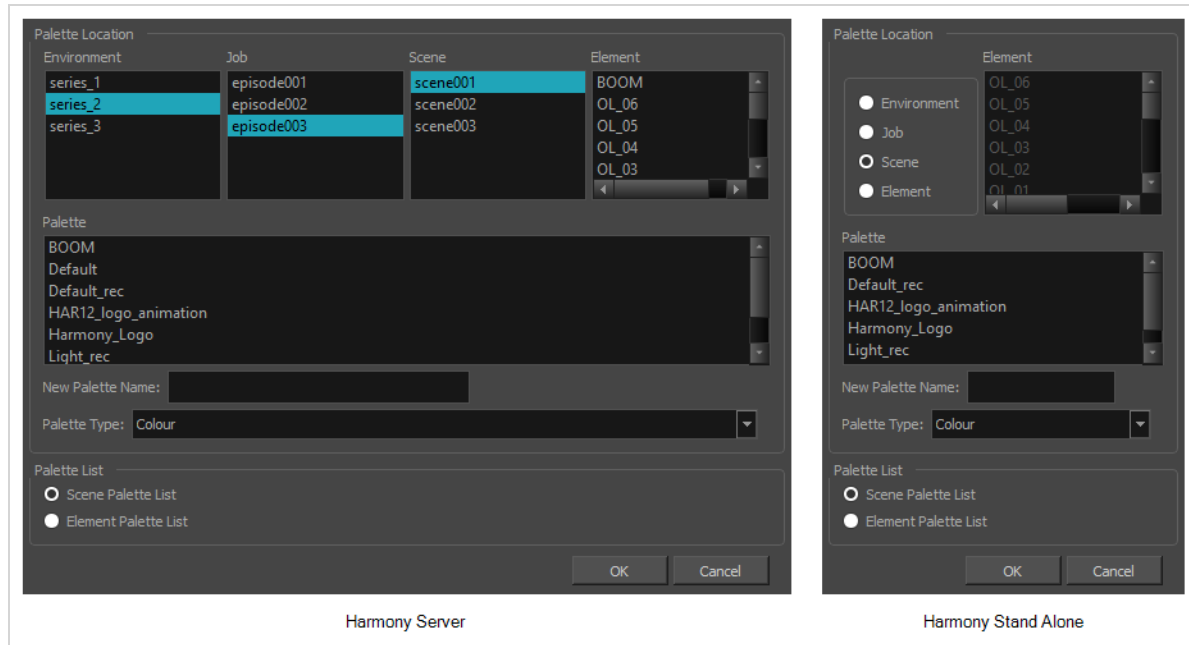 Palette Location
Environment Job Scene Element
series_1 episode001 scene001 BOOM
series_2 episode002 scene002 OL_06
series_3 episode003 scene003 OL_05
OL_04
OL_03
Palette
BOOM
Default
Default_rec
HAR12_logo_animation
Harmony_Logo
Light_rec
New Palette Name:
Palette Type: Colour
Palette List
Scene Palette List
Element Palette List
OK Cancel
Harmony Server
Palette Location
Element
OL_06
Environment OL_05
Job OL_04
OL_03
Scene OL_02
Element OL_01
Palette
BOOM
Default_rec
HAR12_logo_animation
Harmony_Logo
Light_rec
New Palette Name:
Palette Type: Colour
Palette List
Scene Palette List
Element Palette List
OK Cancel
Harmony Stand Alone